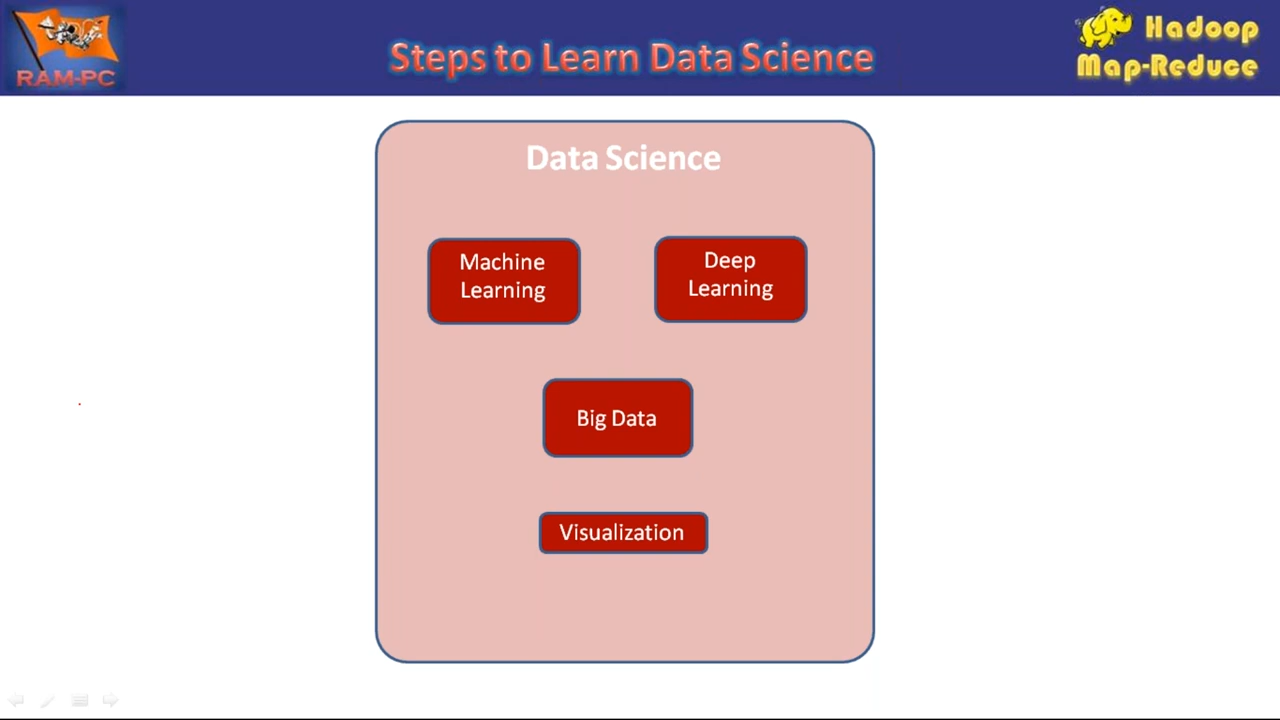 RAM-PC
Steps to Learn Data Science
Hadoop
Map-Reduce
Data Science
Machine
Learning
Deep
Learning
Big Data
Visualization